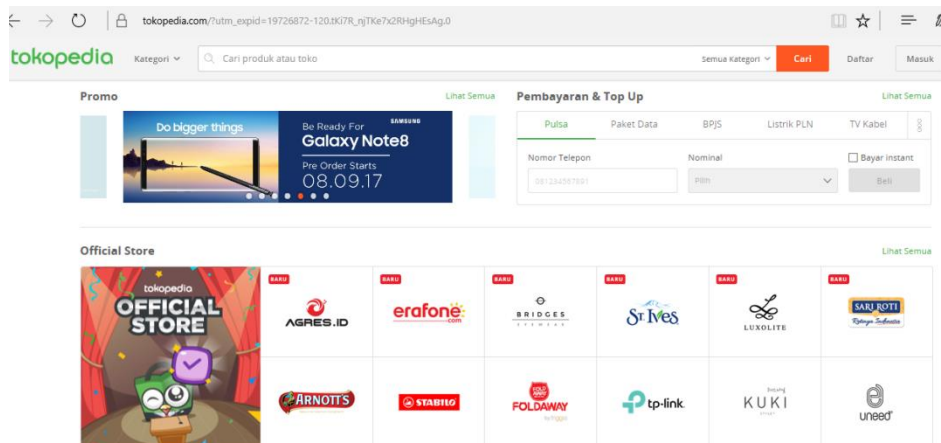 tokopedia.com/?utm_expid=19726872-120.tKi7R_njTKe7x2RHgHEsAg.0
tokopedia Kategori Cari produk atau toko Semua Kategori Cari Daftar Masuk
Promo Lihat Semua
Do bigger things
Be Ready For SAMSUNG
Galaxy Note8
Pre Order Starts
08.09.17
Pembayaran & Top Up Lihat Semua
Pulsa Paket Data BPJS Listrik PLN TV Kabel
Nomor Telepon Nominal Bayar instant
Pilih Beli
Official Store Lihat Semua
tokopedia
OFFICIAL
STORE
BARU BARU BARU BARU BARU BARU
AGRES.ID
erafone
.com
BRIDGES
EYEWEAR
ST. Ives
LUXOLITE
SARI ROTI
ARNOTT'S
STABILO
FOLDAWAY
tp-link
KUKI
uneed